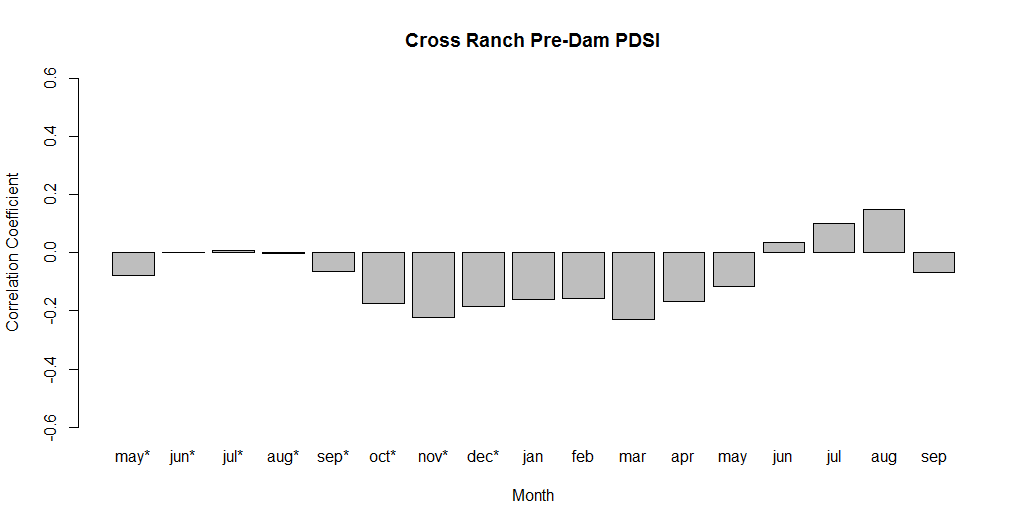 Cross Ranch Pre-Dam PDSI
Correlation Coefficient
0.6
0.4
0.2
0.0
-0.2
-0.4
-0.6
may* jun* jul* aug* sep* oct* nov* dec* jan feb mar apr may jun jul aug sep
Month